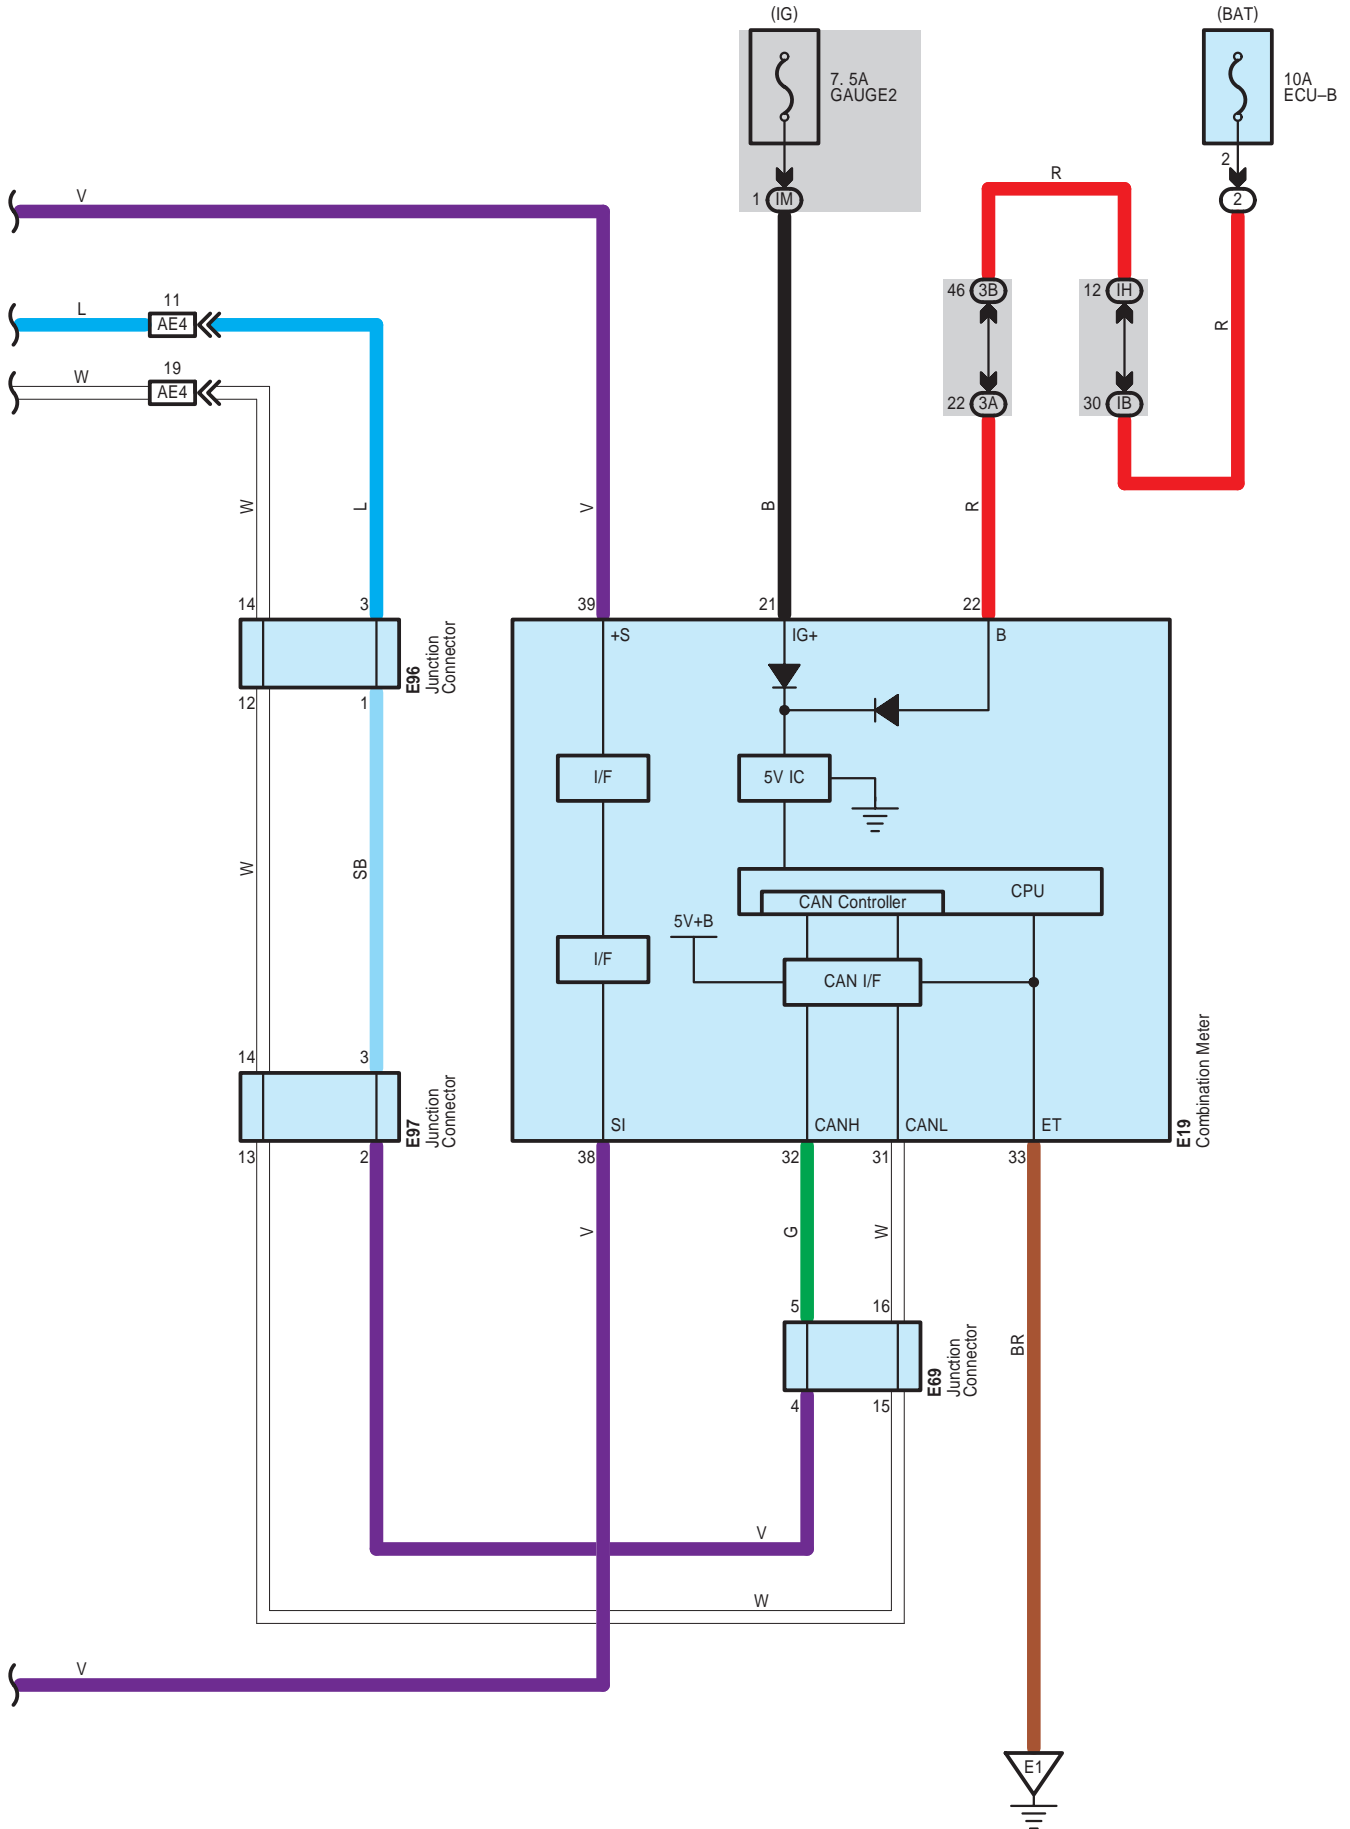 (IG)
(BAT)
7. 5A
GAUGE2
10A
ECU–B
2
1 IM
2
V
R
L
11
AE4
46 3B
12 IH
R
W
19
AE4
22 3A
30 IB
W
L
V
B
R
14
3
39
21
22
+S
IG+
B
E96
Junction
Connector
12
1
I/F
5V IC
W
SB
CPU
CAN Controller
5V+B
I/F
CAN I/F
14
3
E97
Junction
Connector
SI
CANH
CANL
ET
E19
Combination Meter
13
2
38
32
31
33
V
G
W
BR
5
16
E69
Junction
Connector
4
15
V
W
V
E1